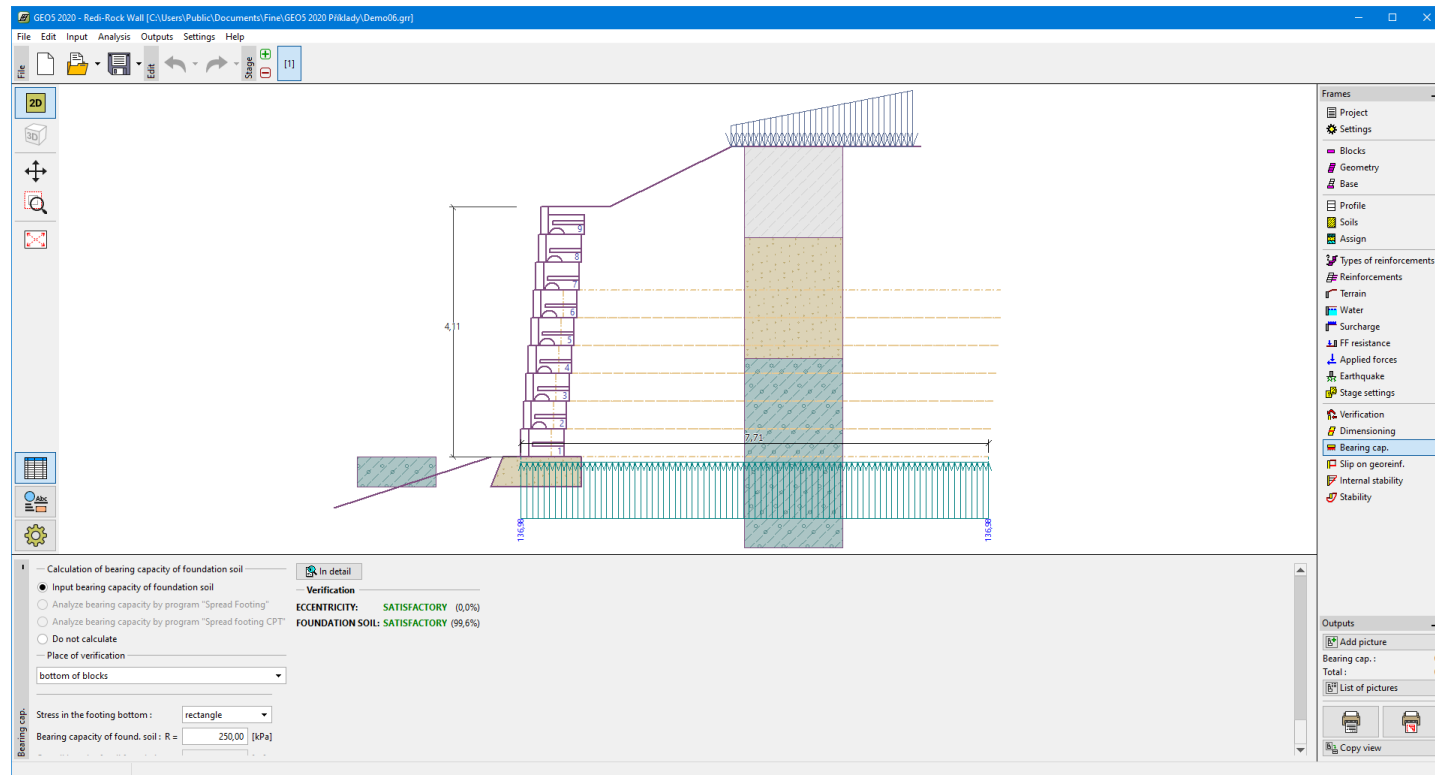 GEO5 2020 - Redi-Rock Wall [C:\Users\Public\Documents\Fine\GEO5 2020 Příklady\Demo06.grr]
File Edit Input Analysis Outputs Settings Help
File
Edit
Stage
[1]
2D
3D
Abc
4,11
9
8
7
6
5
4
3
2
1
7,71
136,98
136,98
Frames
Project
Settings
Blocks
Geometry
Base
Profile
Soils
Assign
Types of reinforcements
Reinforcements
Terrain
Water
Surcharge
FF resistance
Applied forces
Earthquake
Stage settings
Verification
Dimensioning
Bearing cap.
Slip on georeinf.
Internal stability
Stability
Outputs
Add picture
Bearing cap. :
Total :
List of pictures
Copy view
Bearing cap.
Calculation of bearing capacity of foundation soil
Input bearing capacity of foundation soil
Analyze bearing capacity by program "Spread Footing"
Analyze bearing capacity by program "Spread footing CPT"
Do not calculate
Place of verification
bottom of blocks
Stress in the footing bottom : rectangle
Bearing capacity of found. soil : R = 250,00 [kPa]
In detail
Verification
ECCENTRICITY: SATISFACTORY (0,0%)
FOUNDATION SOIL: SATISFACTORY (99,6%)